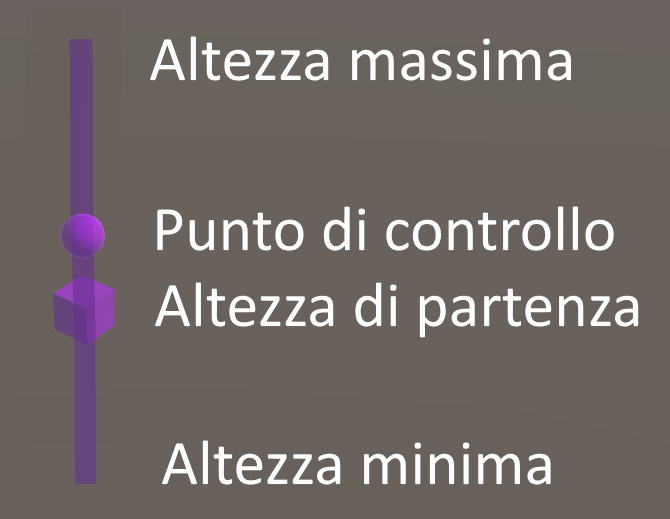 Altezza massima
Punto di controllo
Altezza di partenza
Altezza minima